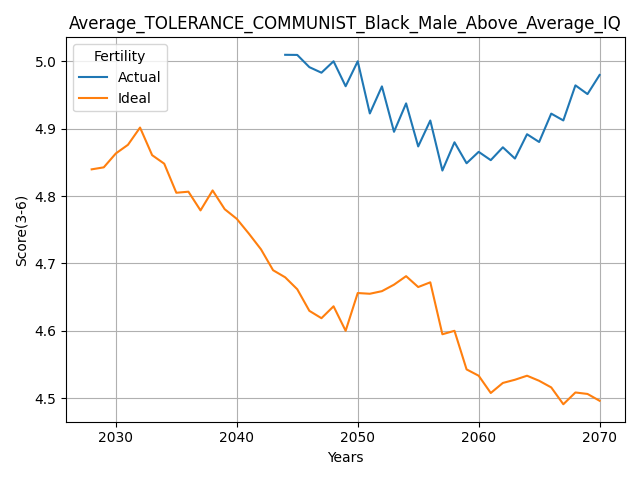 Average_TOLERANCE_COMMUNIST_Black_Male_Above_Average_IQ
Fertility
Actual
Ideal
5.0
4.9
4.8
4.7
4.6
4.5
Score(3-6)
2030 2040 2050 2060 2070
Years